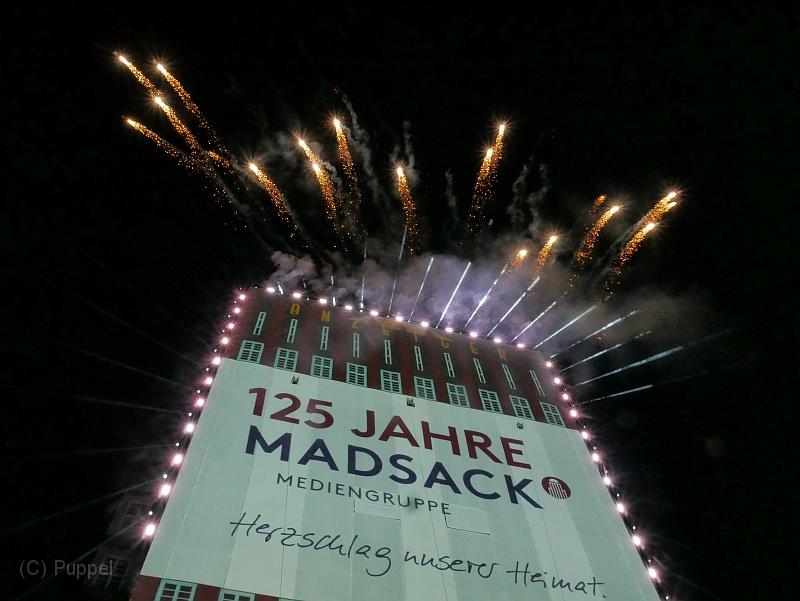 ANZEIGER
125 JAHRE
MADSACK
MEDIENGRUPPE
Herzschlag unserer Heimat.
(C) Puppel